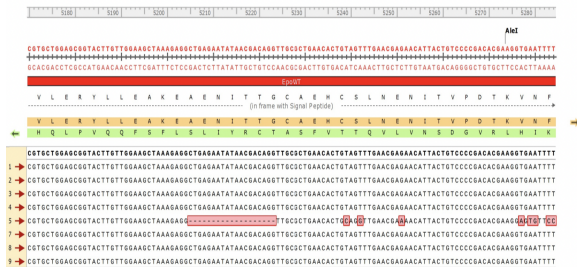 5180 5190 5200 5210 5220 5230 5240 5250 5260 5270 5280
AleI
CGTGCTGGAGCGGTACTTGTTGGAAGCTAAAGAGGCTGAGAATATAACGACAGGTTGCGCTGAACACTGTAGTTTGAACGAGAACATTACTGTCCCCGACACGAAGGTGAATTTT
GCACGACCTCGCCATGAACAACCTTCGATTTCTCCGACTCTTATATTGCTGTCCAACGCGACTTGTGACATCAAACTTGCTCTTGTAATGACAGGGGCTGTGCTTCCACTTAAAA
EpoWT
V L E R Y L L E A K E A E N I T T G C A E H C S L N E N I T V P D T K V N F
(in frame with Signal Peptide)
V L E R Y L L E A K E A E N I T T G C A E H C S L N E N I T V P D T K V N F
H Q L P V Q Q F S F L S L I Y R C T A S F V T T Q V L V N S D G V R L H I K
CGTGCTGGAGCGGTACTTGTTGGAAGCTAAAGAGGCTGAGAATATAACGACAGGTTGCGCTGAACACTGTAGTTTGAACGAGAACATTACTGTCCCCGACACGAAGGTGAATTTT
1 CGTGCTGGAGCGGTACTTGTTGGAAGCTAAAGAGGCTGAGAATATAACGACAGGTTGCGCTGAACACTGTAGTTTGAACGAGAACATTACTGTCCCCGACACGAAGGTGAATTTT
2 CGTGCTGGAGCGGTACTTGTTGGAAGCTAAAGAGGCTGAGAATATAACGACAGGTTGCGCTGAACACTGTAGTTTGAACGAGAACATTACTGTCCCCGACACGAAGGTGAATTTT
3 CGTGCTGGAGCGGTACTTGTTGGAAGCTAAAGAGGCTGAGAATATAACGACAGGTTGCGCTGAACACTGTAGTTTGAACGAGAACATTACTGTCCCCGACACGAAGGTGAATTTT
4 CGTGCTGGAGCGGTACTTGTTGGAAGCTAAAGAGGCTGAGAATATAACGACAGGTTGCGCTGAACACTGTAGTTTGAACGAGAACATTACTGTCCCCGACACGAAGGTGAATTTT
5
6 CGTGCTGGAGCGGTACTTGTTGGAAGCTAAAGAGGCTGAGAATATAACGACAGGTTGCGCTGAACACTGTAGTTTGAACGAGAACATTACTGTCCCCGACACGAAGGTGAATTTT
7 CGTGCTGGAGCGGTACTTGTTGGAAGCTAAAGAGGCTGAGAATATAACGACAGGTTGCGCTGAACACTGTAGTTTGAACGAGAACATTACTGTCCCCGACACGAAGGTGAATTTT
8 CGTGCTGGAGCGGTACTTGTTGGAAGCTAAAGAGGCTGAGAATATAACGACAGGTTGCGCTGAACACTGTAGTTTGAACGAGAACATTACTGTCCCCGACACGAAGGTGAATTTT
9 CGTGCTGGAGCGGTACTTGTTGGAAGCTAAAGAGGCTGAGAATATAACGACAGGTTGCGCTGAACACTGTAGTTTGAACGAGAACATTACTGTCCCCGACACGAAGGTGAATTTT